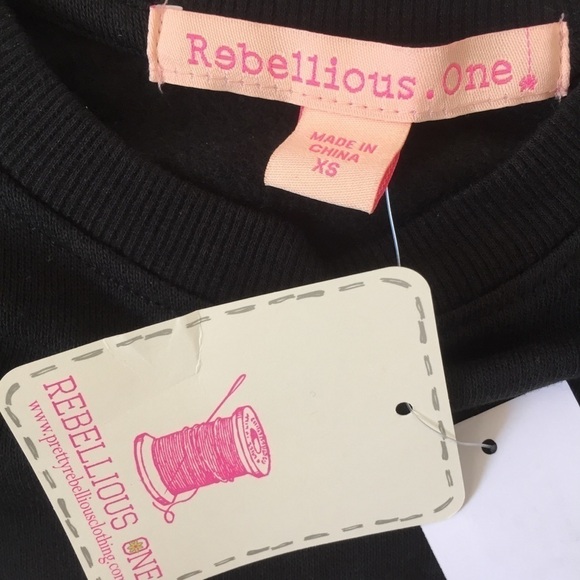 Rebellious.One
MADE IN
CHINA
XS
REBELLIOUS ONE
www.prettyrebelliousclothing.com